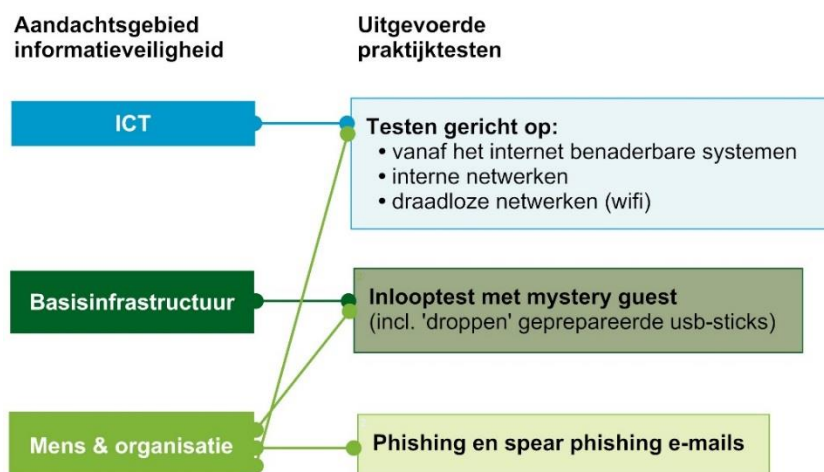 Aandachtsgebied
informatieveiligheid
Uitgevoerde
praktijktesten
ICT
Testen gericht op:
• vanaf het internet benaderbare systemen
• interne netwerken
• draadloze netwerken (wifi)
Basisinfrastructuur
Inlooptest met mystery guest
(incl. 'droppen' geprepareerde usb-sticks)
Mens & organisatie
Phishing en spear phishing e-mails